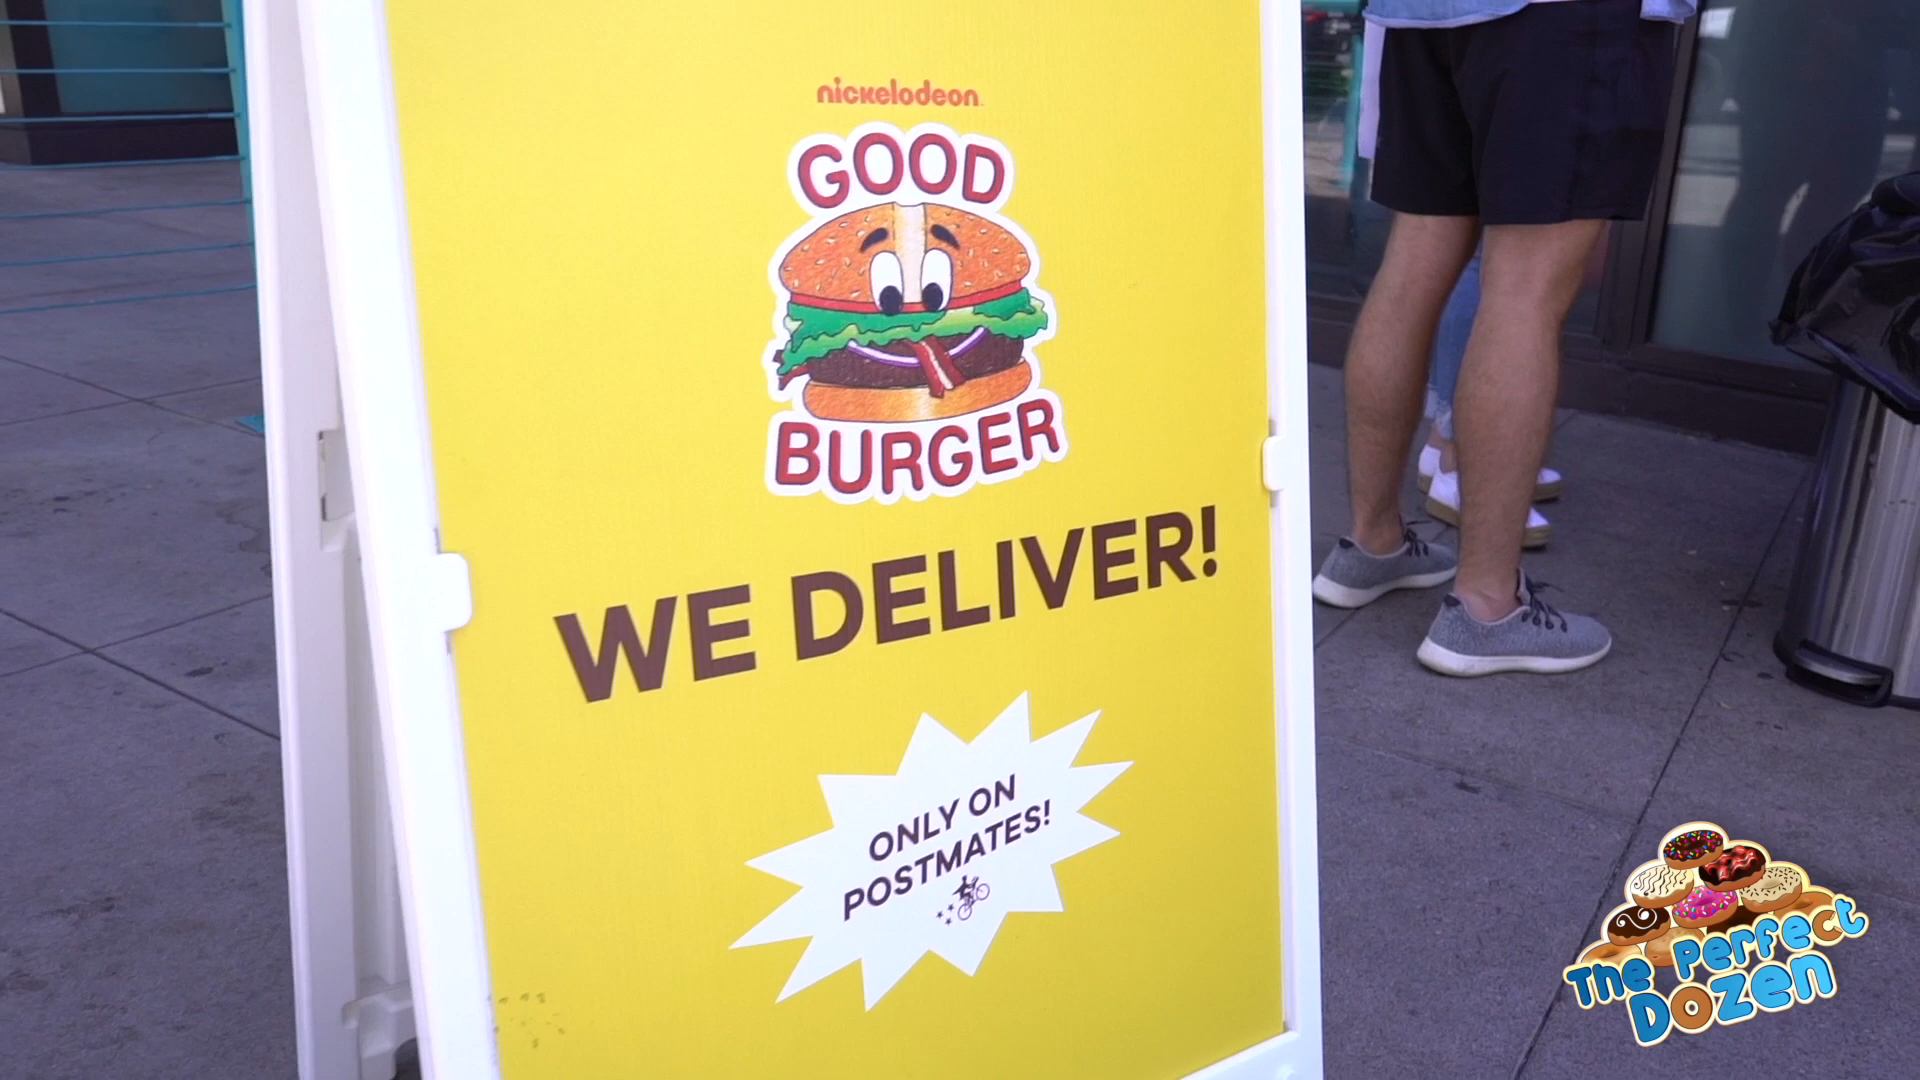 nickelodeon
GOOD
BURGER
WE DELIVER!
ONLY ON
POSTMATES!
The Perfect
Dozen